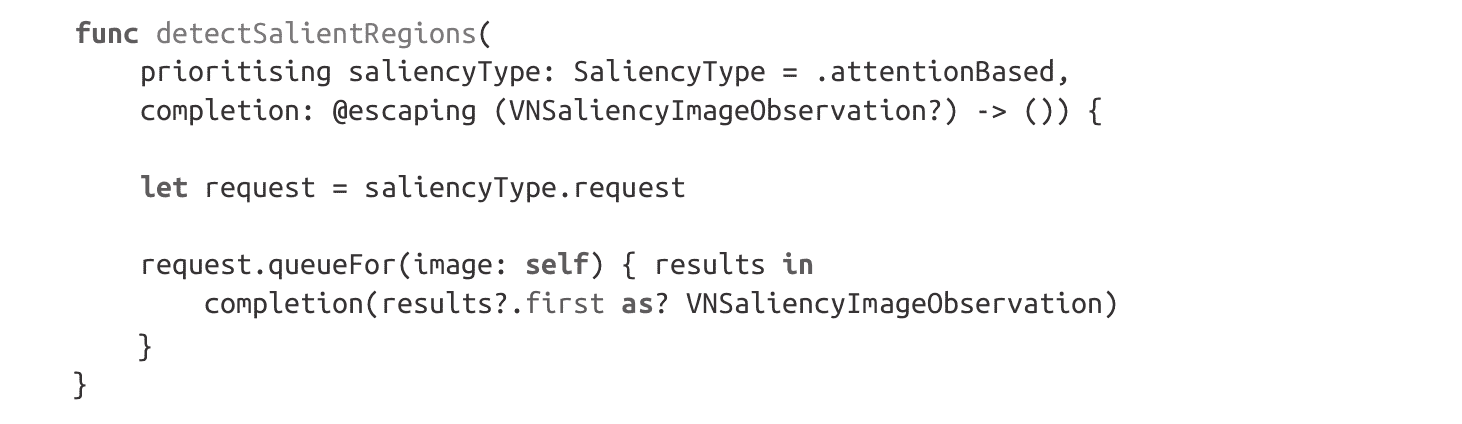 func detectSalientRegions(
    prioritising saliencyType: SaliencyType = .attentionBased,
    completion: @escaping (VNSaliencyImageObservation?) -> ()) {

    let request = saliencyType.request

    request.queueFor(image: self) { results in
        completion(results?.first as? VNSaliencyImageObservation)
    }
}